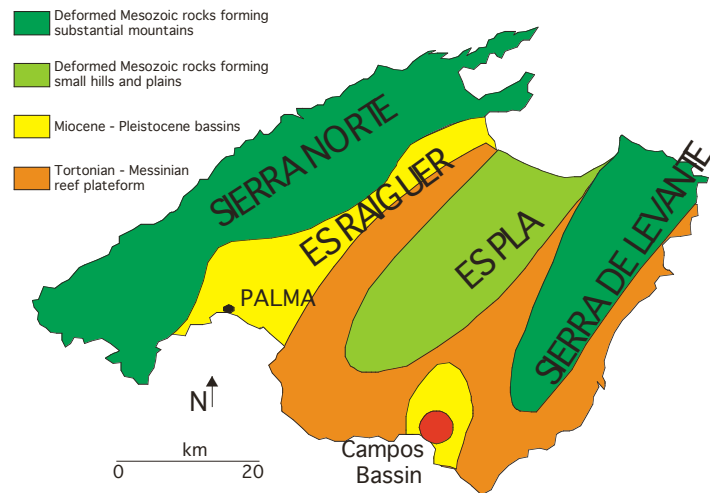 Deformed Mesozoic rocks forming
substantial mountains
Deformed Mesozoic rocks forming
small hills and plains
Miocene - Pleistocene basins
Tortonian - Messinian
reef plateform
SIERRA NORTE
ES RAIGUER
ES PLA
SIERRA DE LEVANTE
PALMA
N
km
0 20
Campos
Bassin